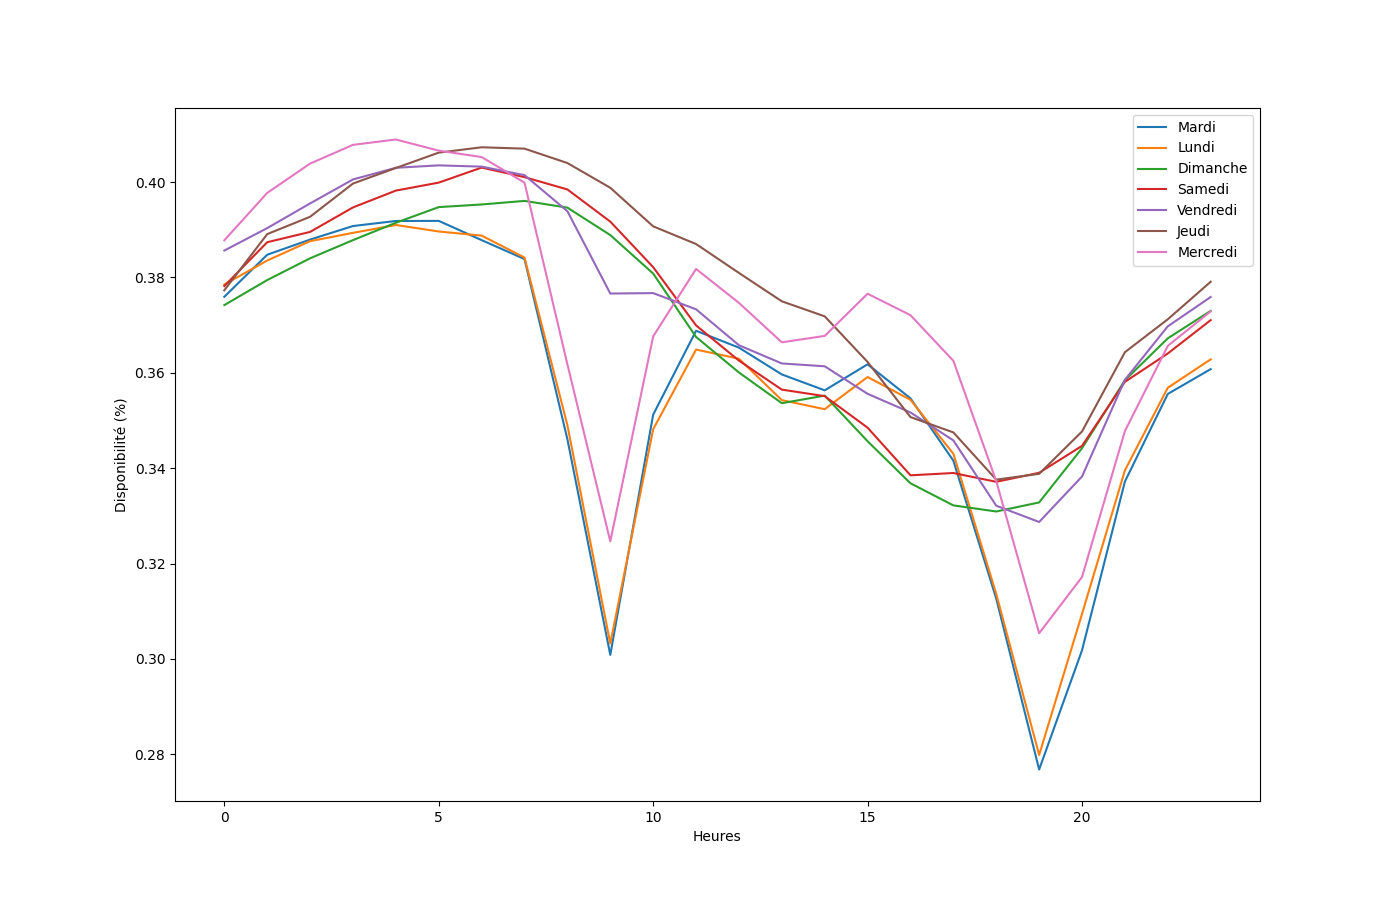 Mardi
Lundi
Dimanche
Samedi
Vendredi
Jeudi
Mercredi
0.40
0.38
0.36
0.34
0.32
0.30
0.28
Disponibilité (%)
0 5 10 15 20
Heures